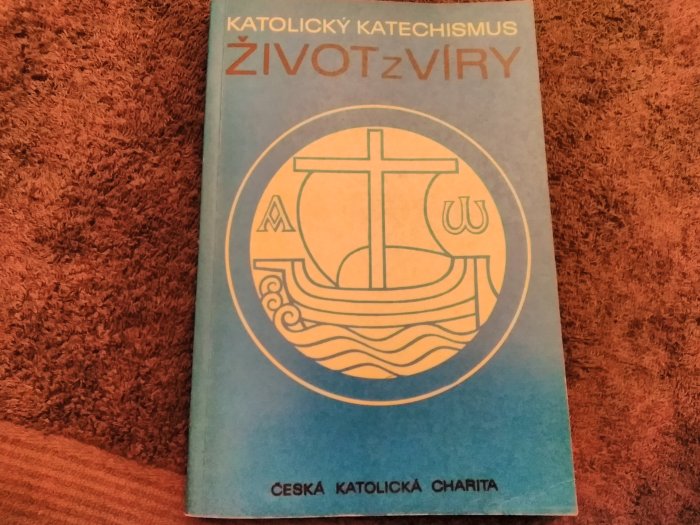 KATOLICKÝ KATECHISMUS
ŽIVOT Z VÍRY
A Ѡ
ČESKÁ KATOLICKÁ CHARITA